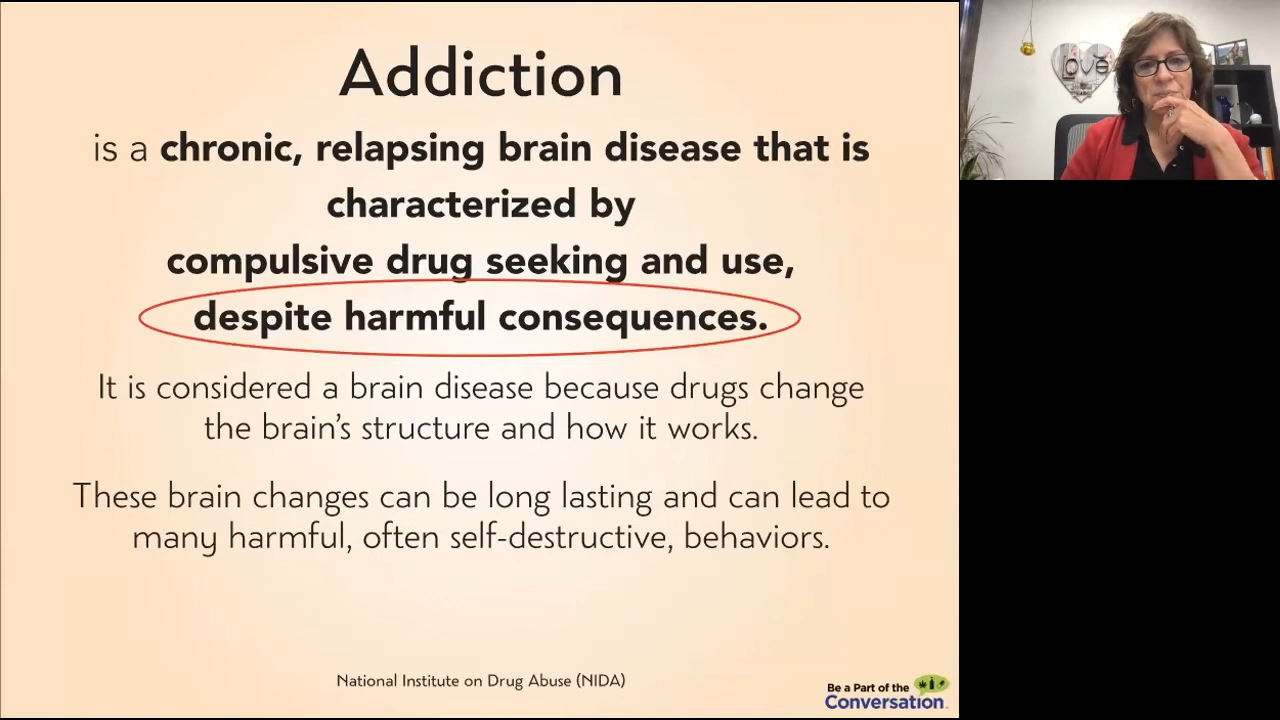 Addiction
is a chronic, relapsing brain disease that is
characterized by
compulsive drug seeking and use,
despite harmful consequences.
It is considered a brain disease because drugs change
the brain’s structure and how it works.
These brain changes can be long lasting and can lead to
many harmful, often self-destructive, behaviors.
National Institute on Drug Abuse (NIDA)
Be a Part of the
Conversation
love